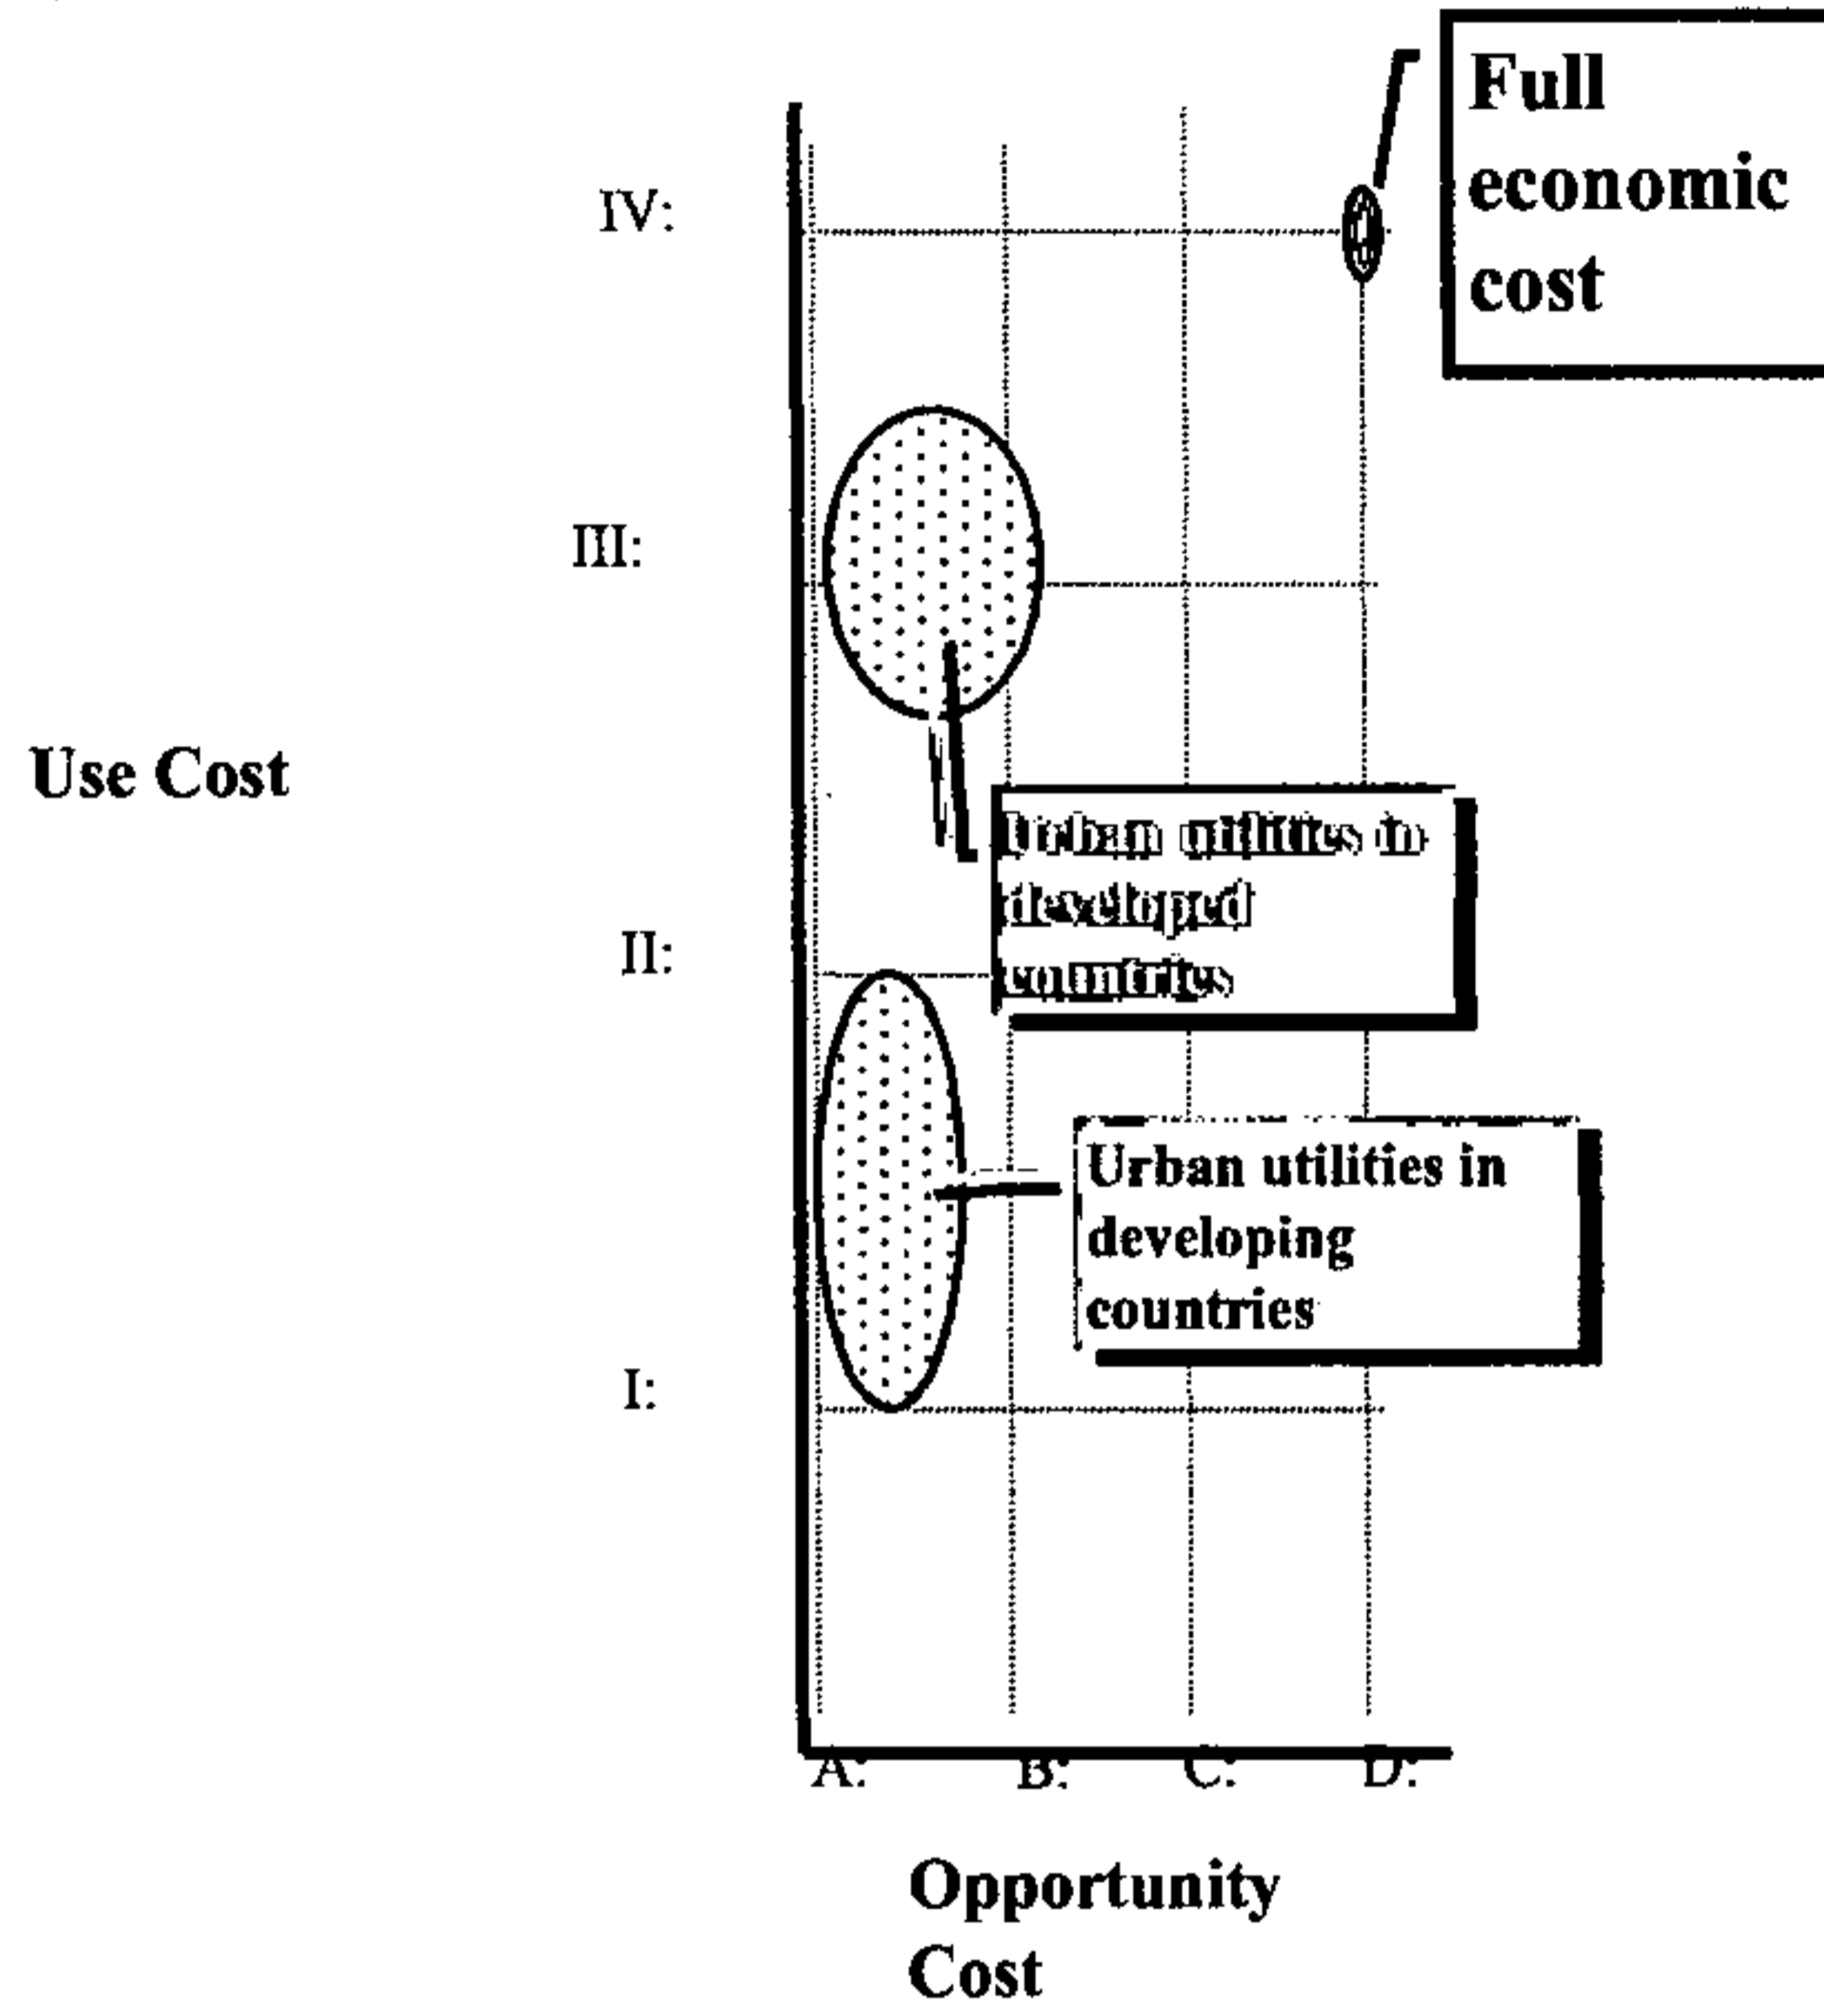 Full
economic
cost
IV:
III:
Use Cost
Urban utilities in
developed
countries
II:
Urban utilities in
developing
countries
I:
A: B: C: D:
Opportunity
Cost